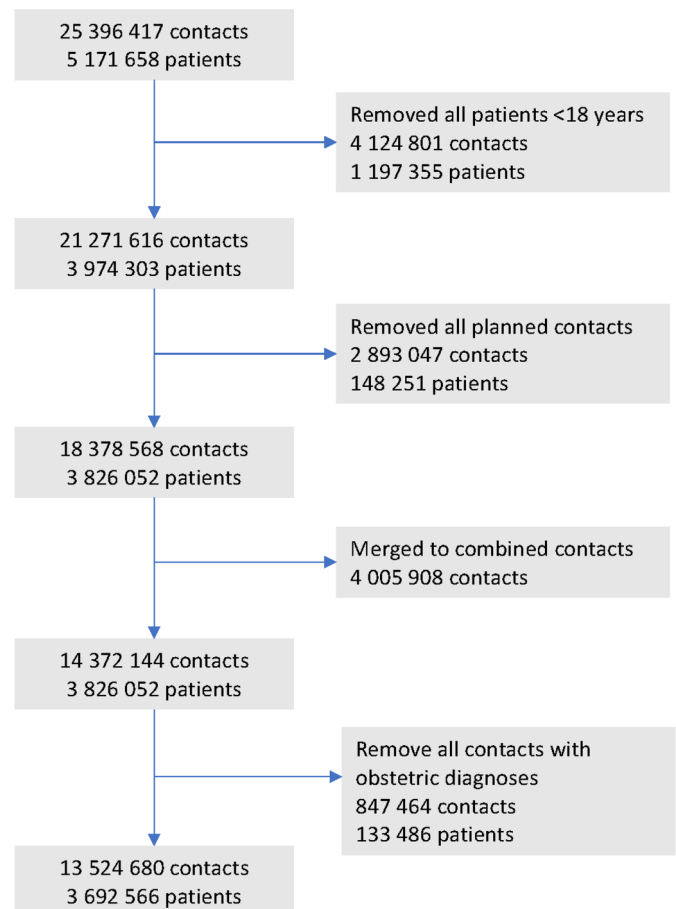 25 396 417 contacts
5 171 658 patients
Removed all patients <18 years
4 124 801 contacts
1 197 355 patients
21 271 616 contacts
3 974 303 patients
Removed all planned contacts
2 893 047 contacts
148 251 patients
18 378 568 contacts
3 826 052 patients
Merged to combined contacts
4 005 908 contacts
14 372 144 contacts
3 826 052 patients
Remove all contacts with
obstetric diagnoses
847 464 contacts
133 486 patients
13 524 680 contacts
3 692 566 patients